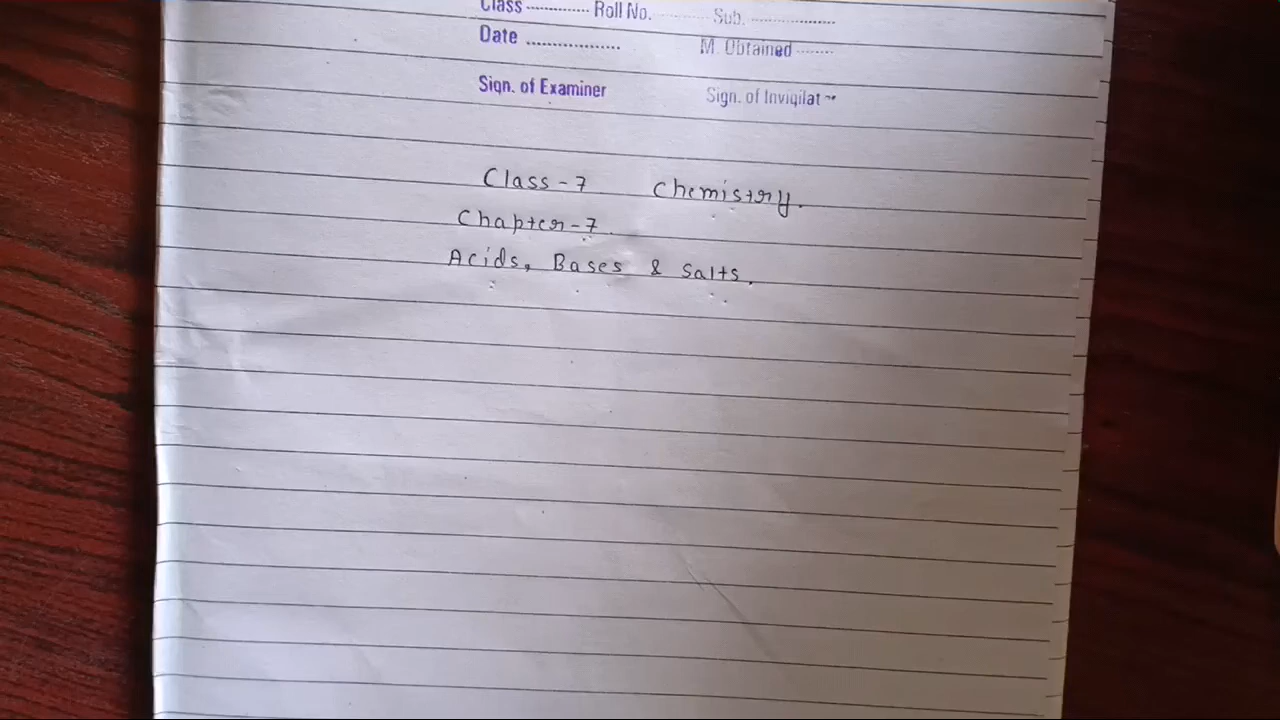 Class ............. Roll No. ............ Sub. ....................
Date .................... M. Obtained ........
Sign. of Examiner Sign. of Invigilat
Class-7 Chemistry.
Chapter-7.
Acids, Bases & Salts.